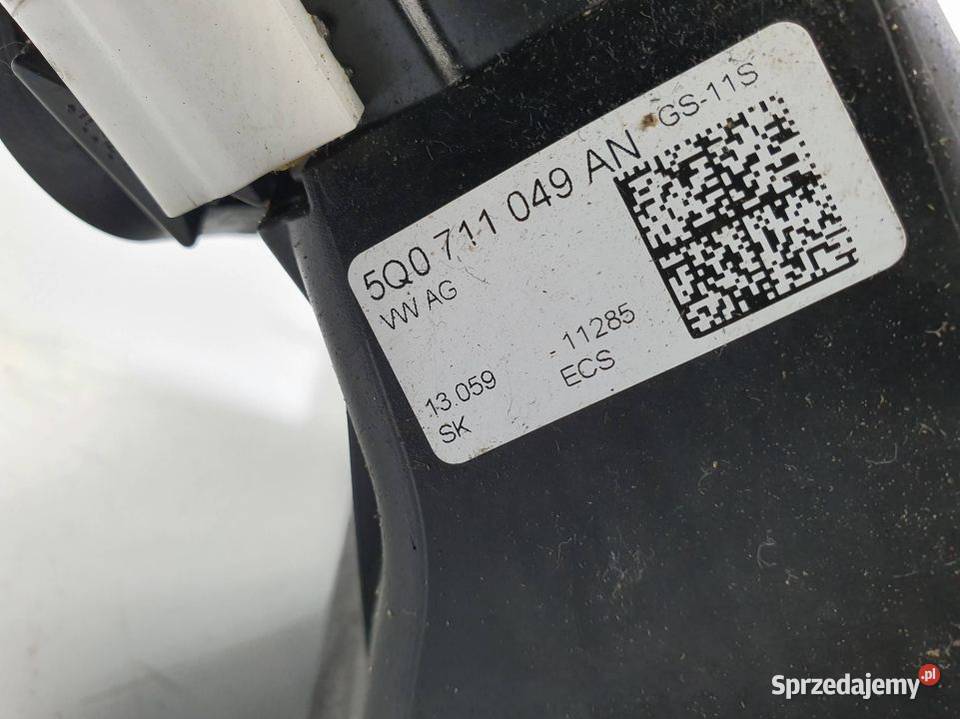 5Q0 711 049 AN GS-11S
VW AG
13.059 - 11285
SK ECS
Sprzedajemy.pl